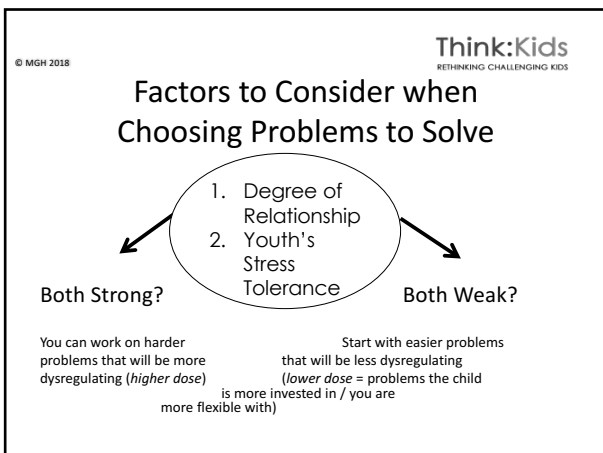 © MGH 2018
Think:Kids
RETHINKING CHALLENGING KIDS
Factors to Consider when
Choosing Problems to Solve
1. Degree of
Relationship
2. Youth's
Stress
Tolerance
Both Strong?
You can work on harder
problems that will be more
dysregulating (higher dose)
Both Weak?
Start with easier problems
that will be less dysregulating
(lower dose = problems the child
is more invested in / you are
more flexible with)